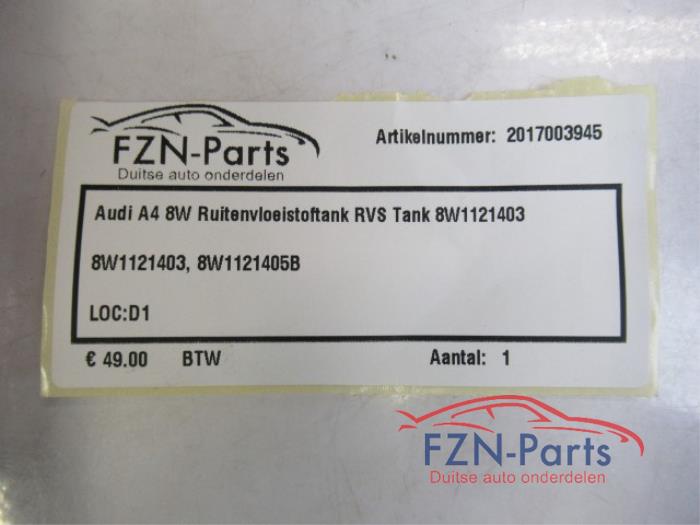 FZN-Parts
Duitse auto onderdelen
Artikelnummer: 2017003945
Audi A4 8W Ruitenvloeistoftank RVS Tank 8W1121403
8W1121403, 8W1121405B
LOC:D1
€ 49.00 BTW Aantal: 1
FZN-Parts
Duitse auto onderdelen